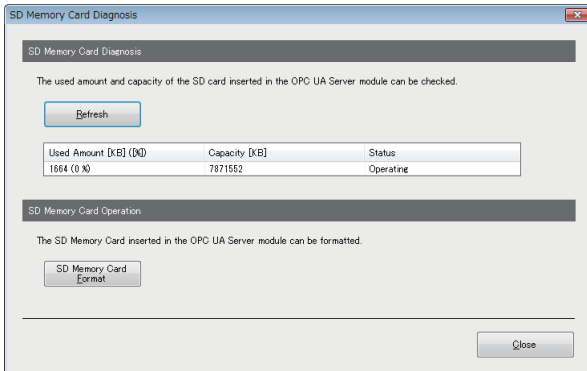 SD Memory Card Diagnosis
SD Memory Card Diagnosis
The used amount and capacity of the SD card inserted in the OPC UA Server module can be checked.
Refresh
Used Amount [KB] ([%]) Capacity [KB] Status
1664 (0 %) 7871552 Operating
SD Memory Card Operation
The SD Memory Card inserted in the OPC UA Server module can be formatted.
SD Memory Card
Format
Close